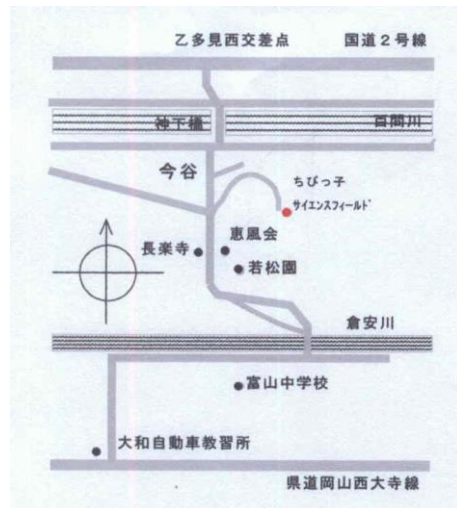 乙多見西交差点　国道２号線
神下橋　百間川
今谷
ちびっ子
サイエンスフィールド
恵風会
長楽寺
若松園
倉安川
富山中学校
大和自動車教習所
県道岡山西大寺線